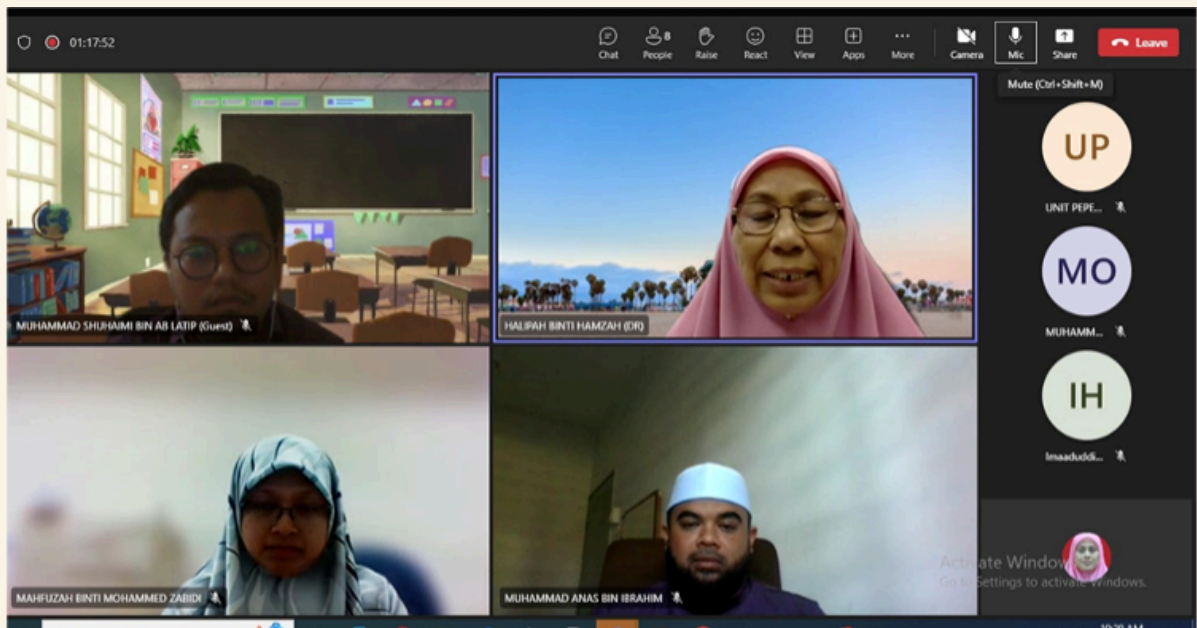 01:17:52
Chat
People
8
Raise
React
View
Apps
More
Camera
Mic
Share
Leave
Mute (Ctrl+Shift+M)
UP
UNIT PEPE...
MO
MUHAMM...
IH
Imaaduddi...
MUHAMMAD SHUHAIMI BIN AB LATIP (Guest)
HALIPAH BINTI HAMZAH (DR)
MAHFUZAH BINTI MOHAMMED ZABIDI
MUHAMMAD ANAS BIN IBRAHIM
Activate Windows
Go to Settings to activate Windows.